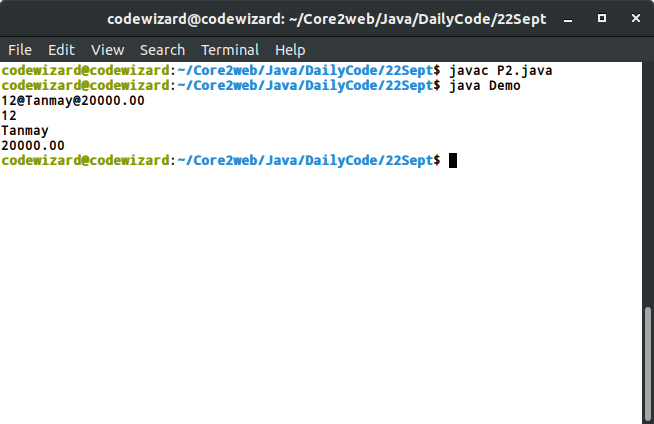 codewizard@codewizard: ~/Core2web/Java/DailyCode/22Sept
File Edit View Search Terminal Help
codewizard@codewizard:~/Core2web/Java/DailyCode/22Sept$ javac P2.java
codewizard@codewizard:~/Core2web/Java/DailyCode/22Sept$ java Demo
12@Tanmay@20000.00
12
Tanmay
20000.00
codewizard@codewizard:~/Core2web/Java/DailyCode/22Sept$